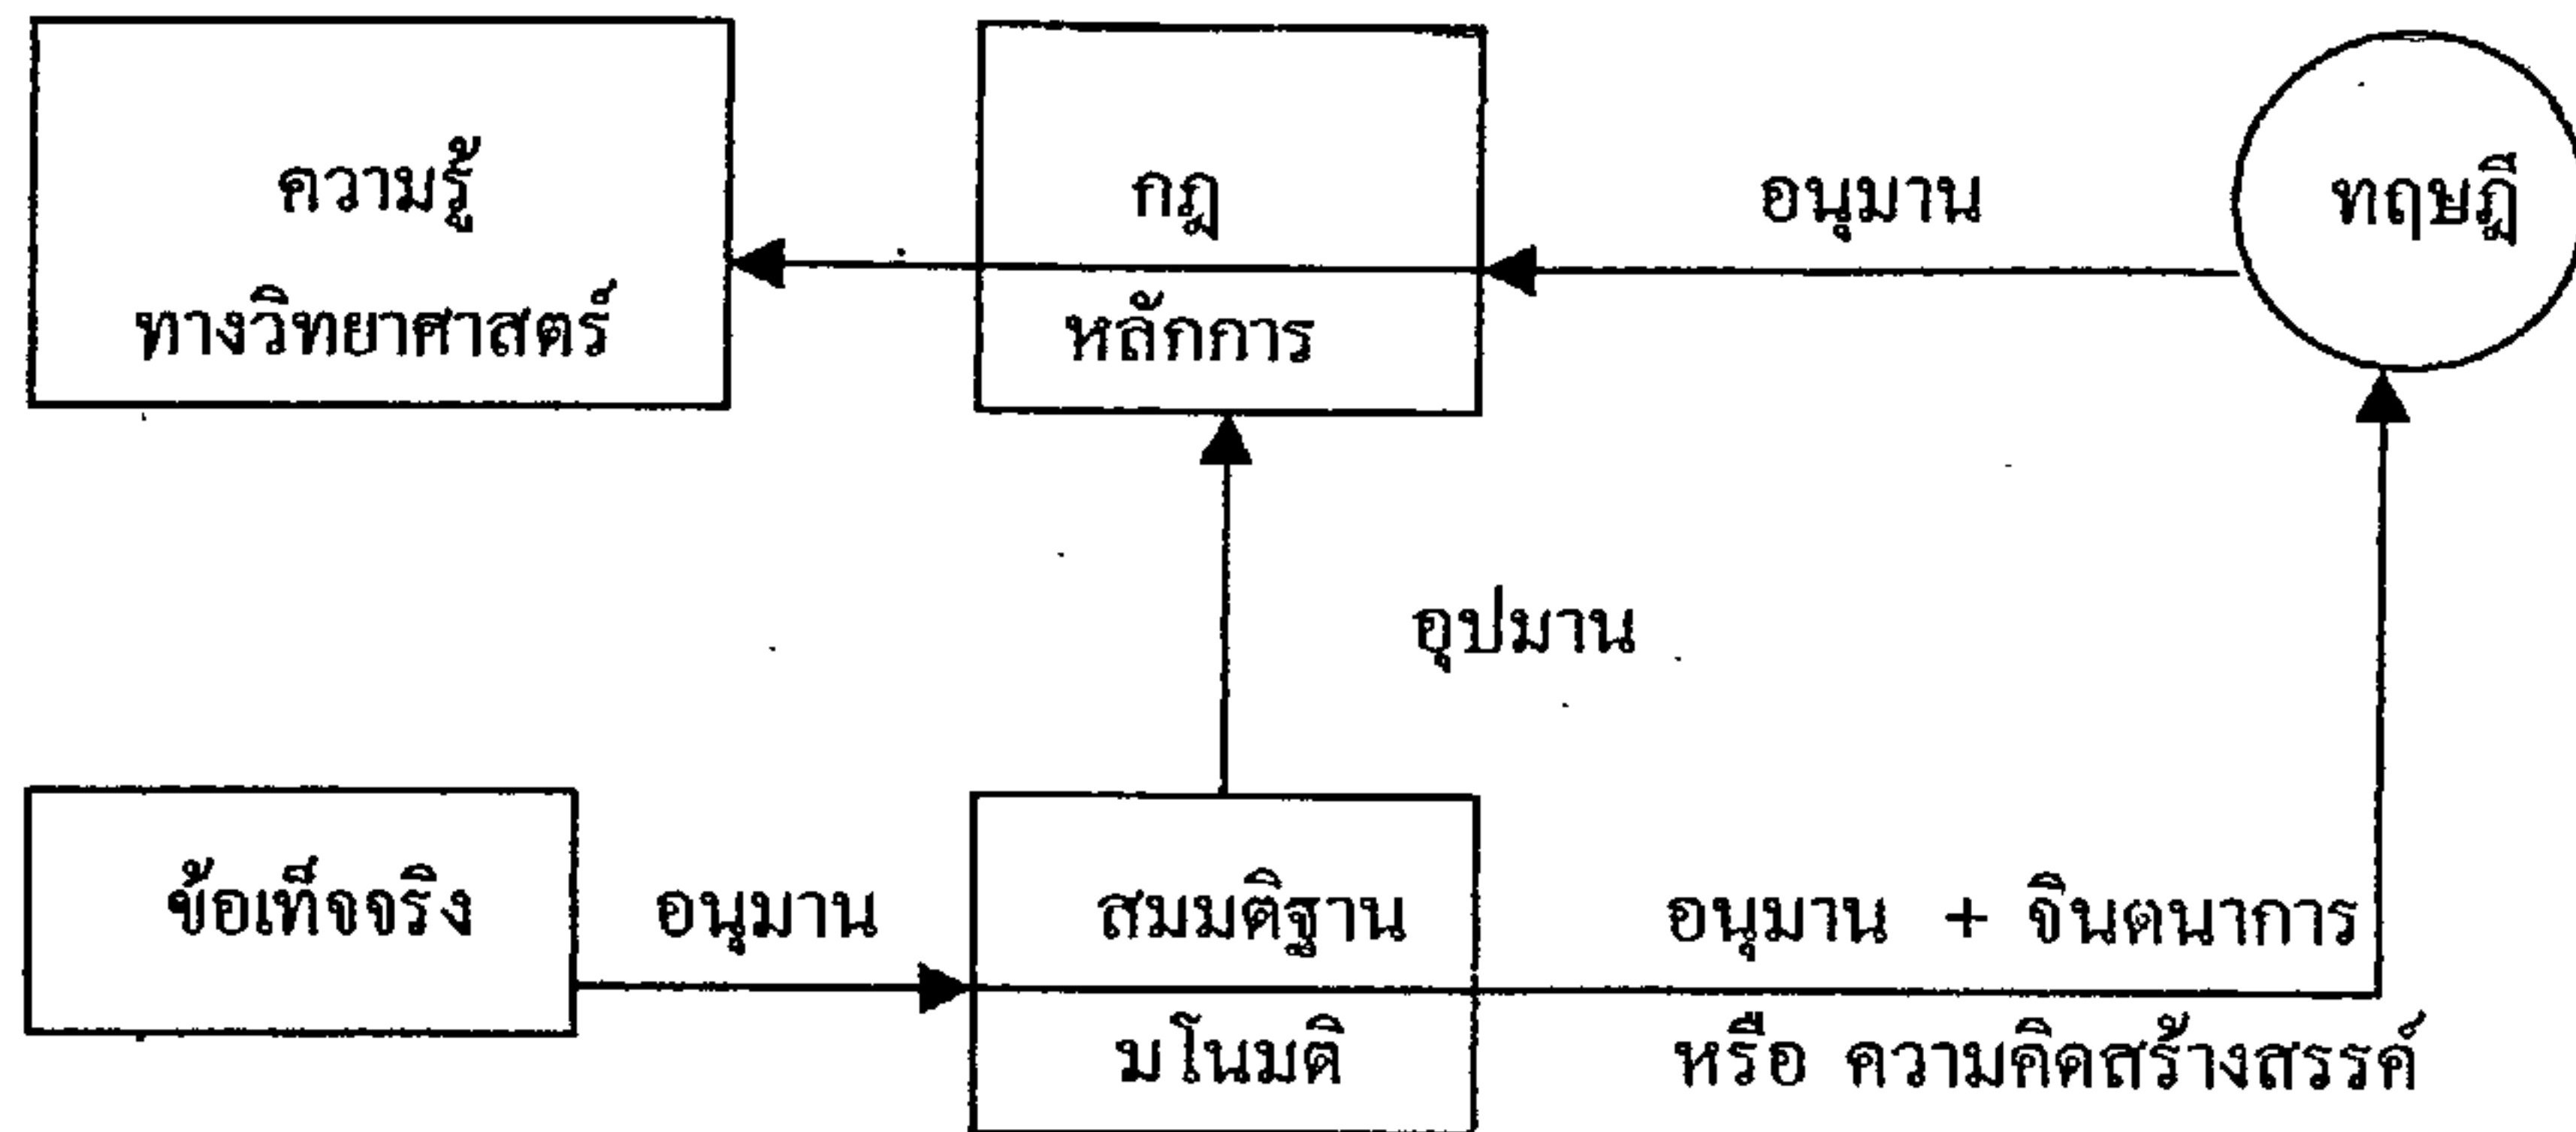 ความรู้
ทางวิทยาศาสตร์
กฎ
หลักการ
อนุมาน
ทฤษฎี
อุปมาน
ข้อเท็จจริง
อนุมาน
สมมติฐาน
มโนมติ
อนุมาน + จินตนาการ
หรือ ความคิดสร้างสรรค์